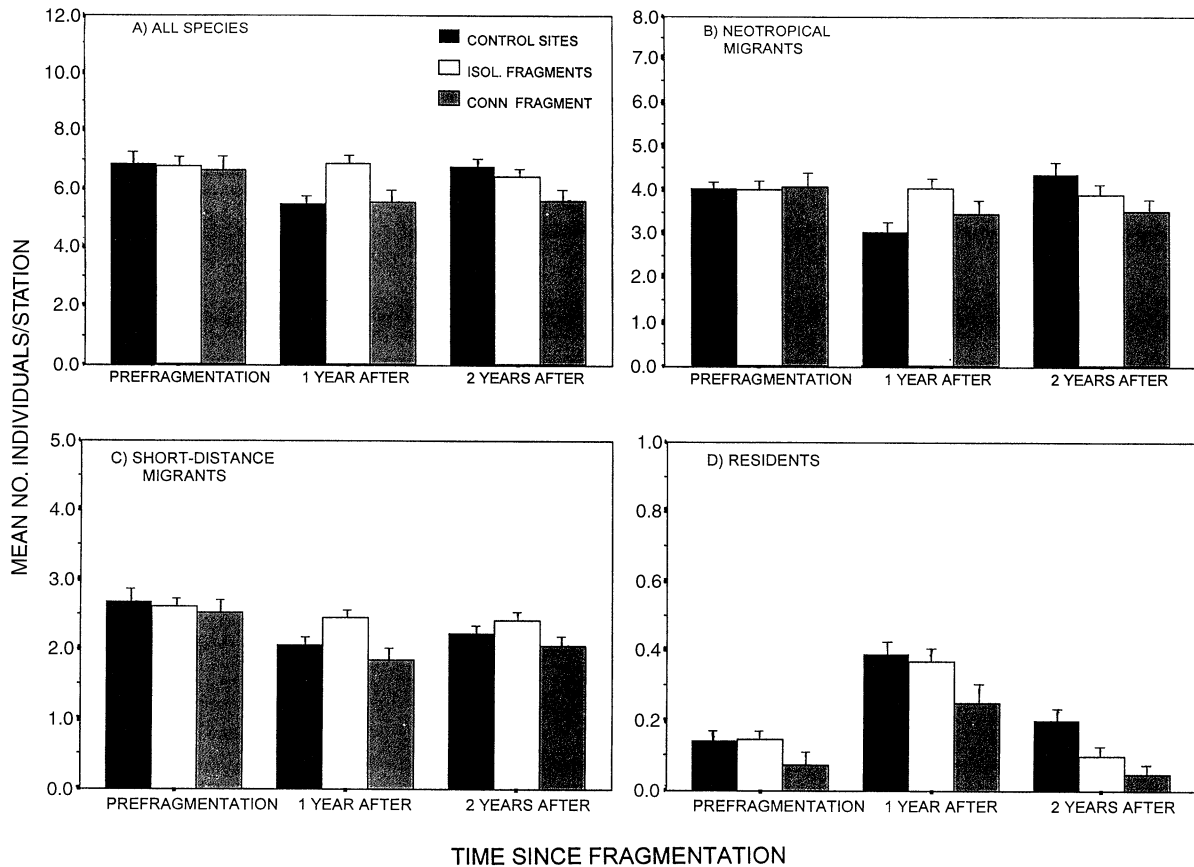 MEAN NO. INDIVIDUALS/STATION
A) ALL SPECIES
CONTROL SITES
ISOL. FRAGMENTS
CONN FRAGMENT
12.0
10.0
8.0
6.0
4.0
2.0
0.0
PREFRAGMENTATION 1 YEAR AFTER 2 YEARS AFTER
B) NEOTROPICAL
MIGRANTS
8.0
7.0
6.0
5.0
4.0
3.0
2.0
1.0
0.0
PREFRAGMENTATION 1 YEAR AFTER 2 YEARS AFTER
C) SHORT-DISTANCE
MIGRANTS
5.0
4.0
3.0
2.0
1.0
0.0
PREFRAGMENTATION 1 YEAR AFTER 2 YEARS AFTER
D) RESIDENTS
1.0
0.8
0.6
0.4
0.2
0.0
PREFRAGMENTATION 1 YEAR AFTER 2 YEARS AFTER
TIME SINCE FRAGMENTATION